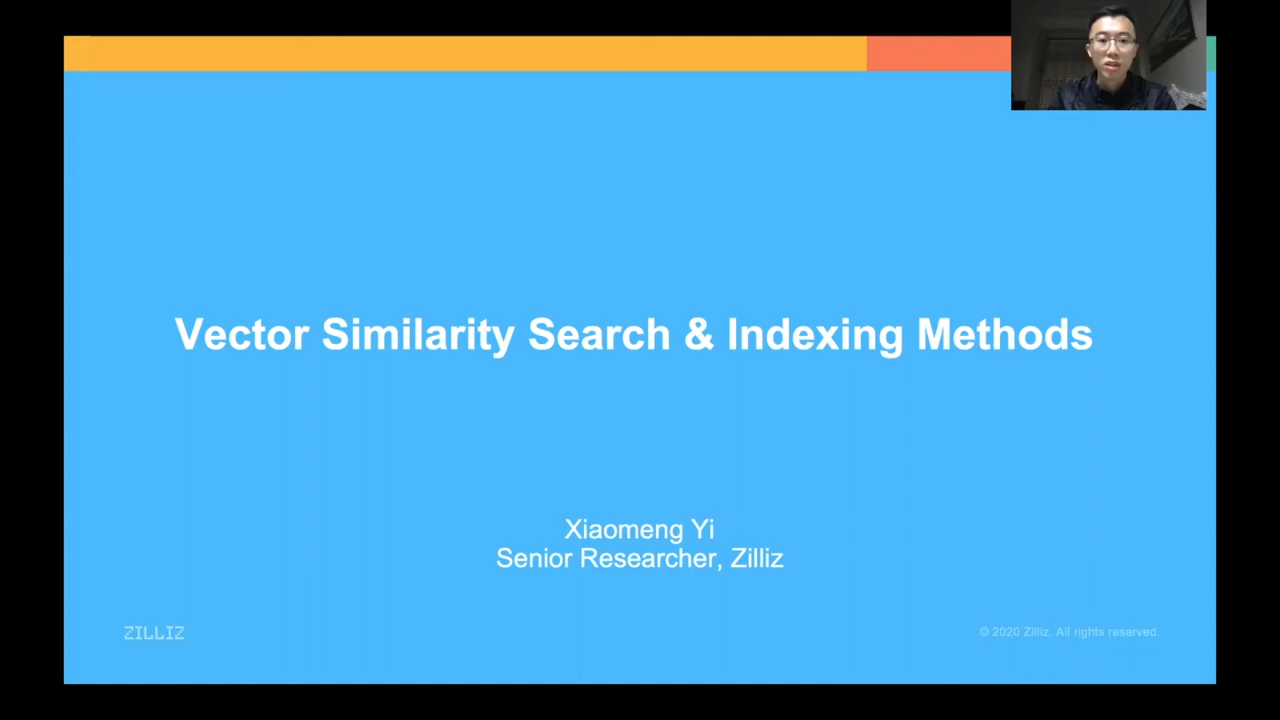 Vector Similarity Search & Indexing Methods
Xiaomeng Yi
Senior Researcher, Zilliz
ZILLIZ
© 2020 Zilliz. All rights reserved.